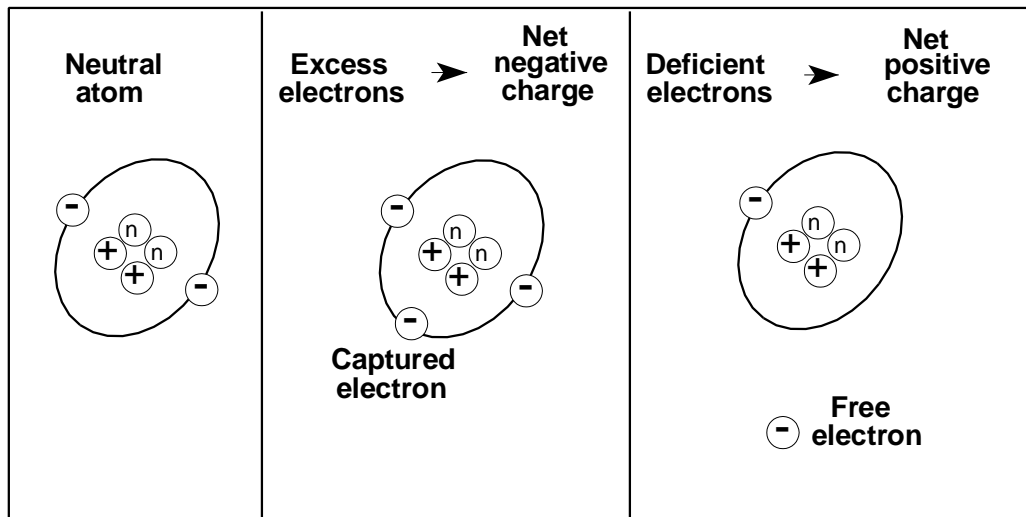 Neutral
atom
-
n
+
n
+
-
Excess
electrons
Net
negative
charge
-
n
+
n
+
-
-
Captured
electron
Deficient
electrons
Net
positive
charge
-
n
+
n
+
-
Free
electron